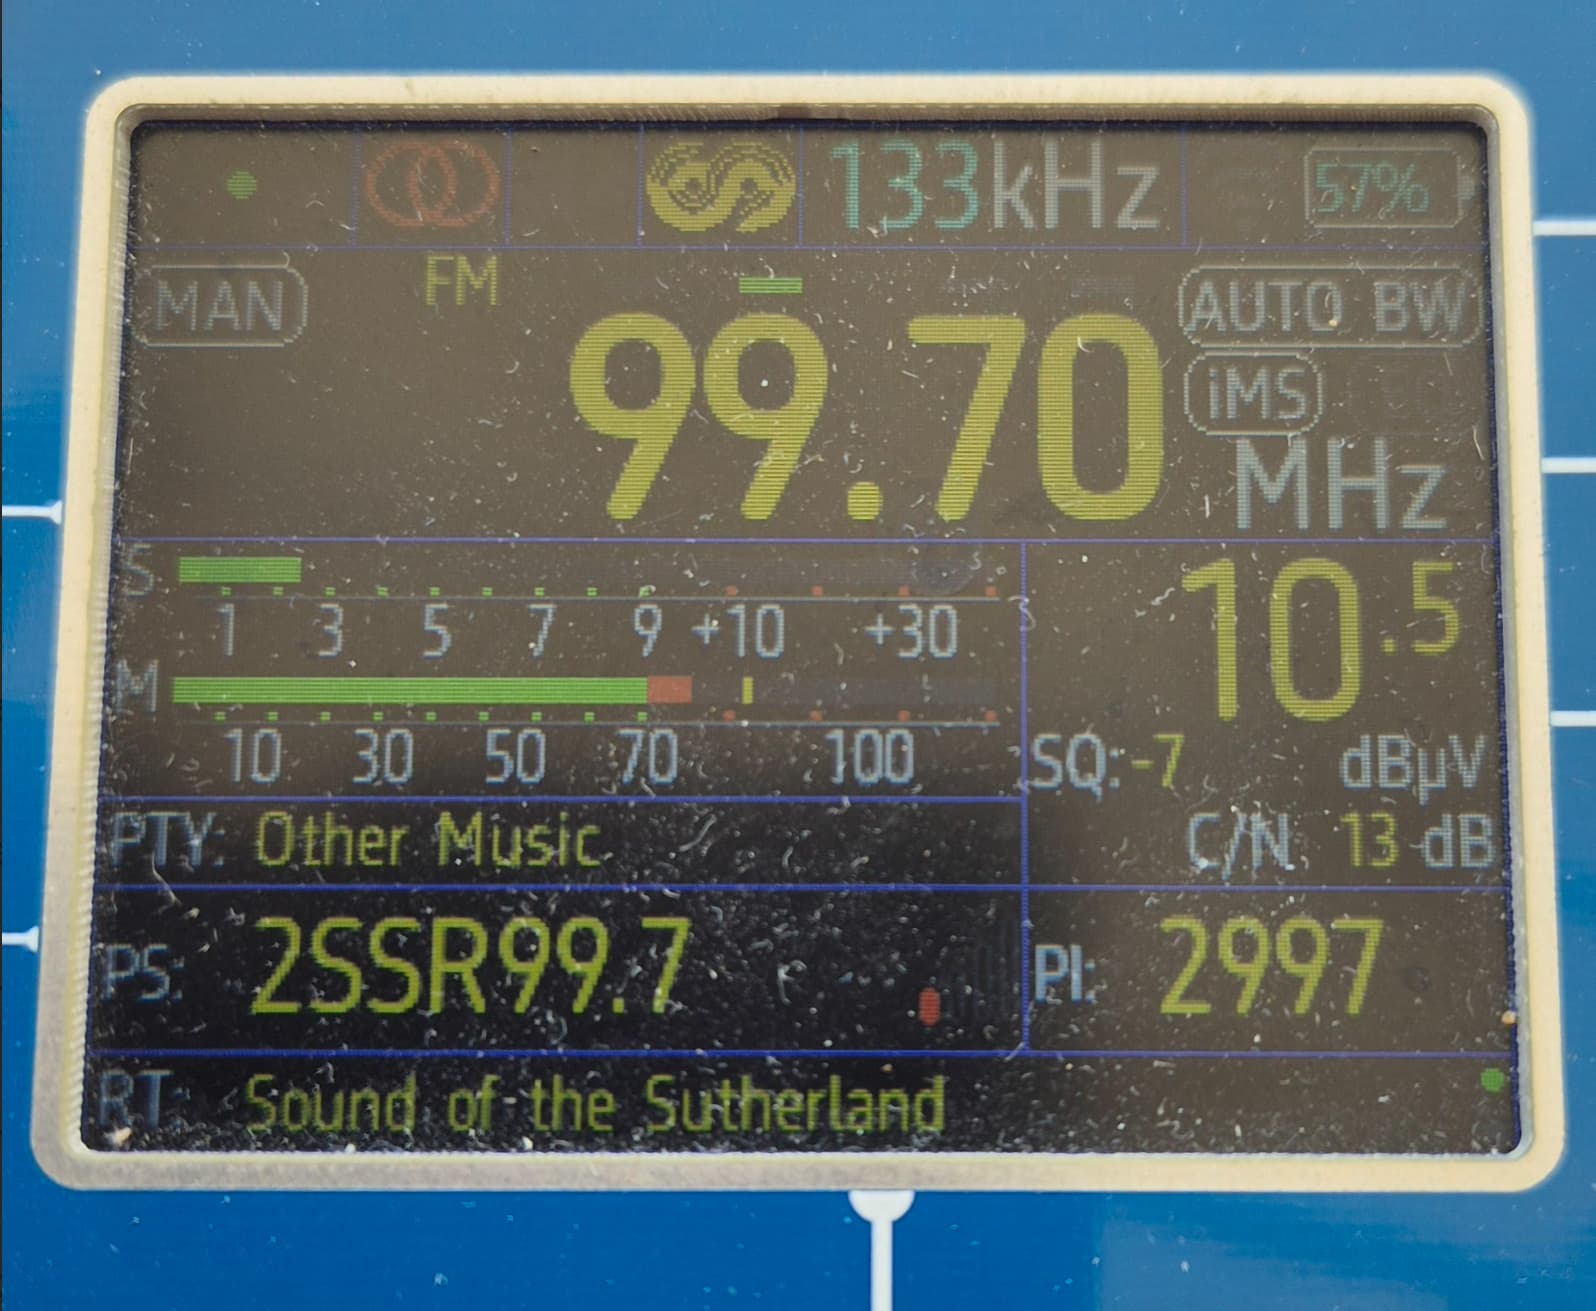 133kHz 57%
MAN FM AUTO BW
99.70 iMS
MHz
S
1 3 5 7 9 +10 +30
10.5
M
10 30 50 70 100
SQ: -7 dBµV
PTY: Other Music
C/N 13 dB
PS: 2SSR99.7 PI: 2997
RT: Sound of the Sutherland